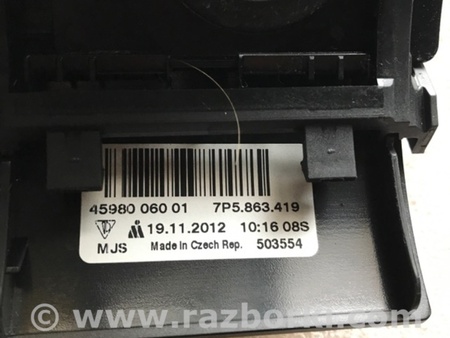 45980 060 01 7P5.863.419
19.11.2012 10:16 08S
MJS Made in Czech Rep. 503554
© www.razborki.com